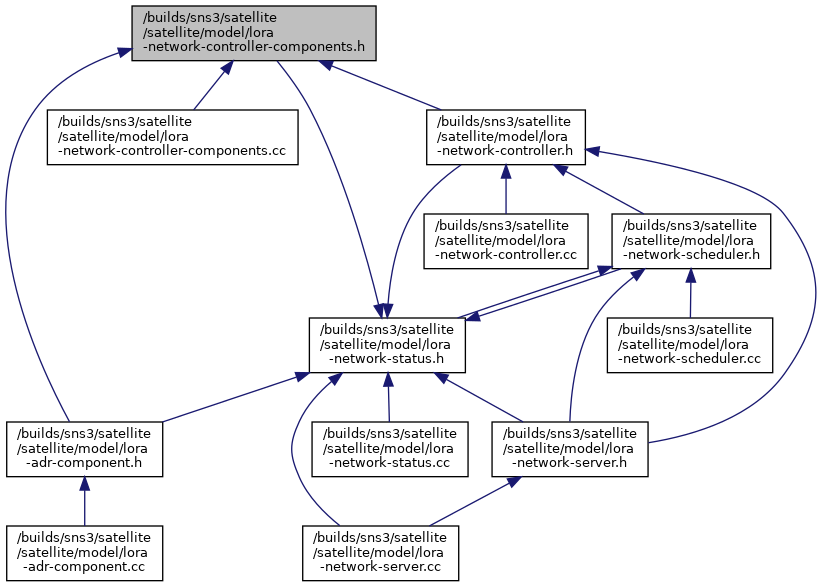 /builds/sns3/satellite
/satellite/model/lora
-network-controller-components.h
/builds/sns3/satellite
/satellite/model/lora
-network-controller-components.cc
/builds/sns3/satellite
/satellite/model/lora
-network-controller.h
/builds/sns3/satellite
/satellite/model/lora
-network-controller.cc
/builds/sns3/satellite
/satellite/model/lora
-network-scheduler.h
/builds/sns3/satellite
/satellite/model/lora
-network-status.h
/builds/sns3/satellite
/satellite/model/lora
-network-scheduler.cc
/builds/sns3/satellite
/satellite/model/lora
-adr-component.h
/builds/sns3/satellite
/satellite/model/lora
-network-status.cc
/builds/sns3/satellite
/satellite/model/lora
-network-server.h
/builds/sns3/satellite
/satellite/model/lora
-adr-component.cc
/builds/sns3/satellite
/satellite/model/lora
-network-server.cc